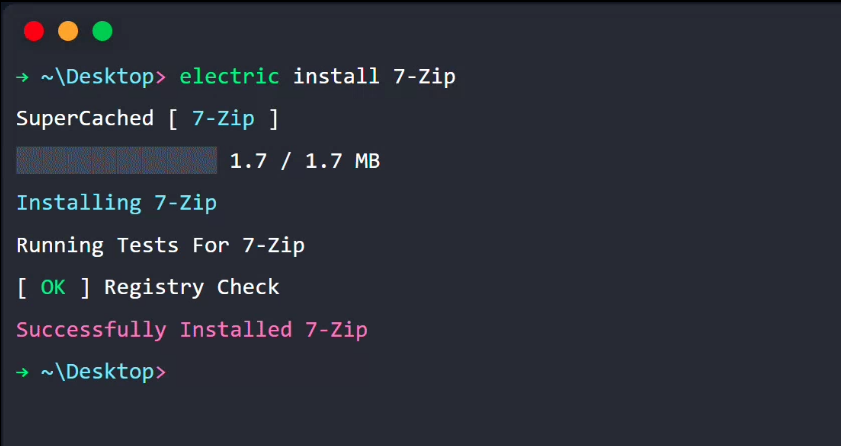 → ~\Desktop> electric install 7-Zip
SuperCached [ 7-Zip ]
1.7 / 1.7 MB
Installing 7-Zip
Running Tests For 7-Zip
[ OK ] Registry Check
Successfully Installed 7-Zip
→ ~\Desktop>